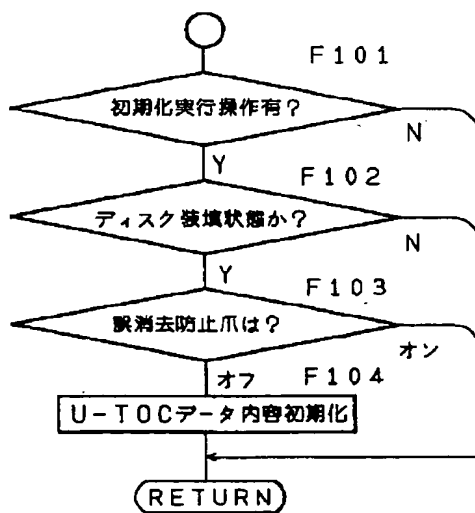 F101
初期化実行操作有?
N
Y
F102
ディスク装填状態か?
N
Y
F103
誤消去防止爪は?
オン
オフ
F104
U-TOCデータ内容初期化
RETURN